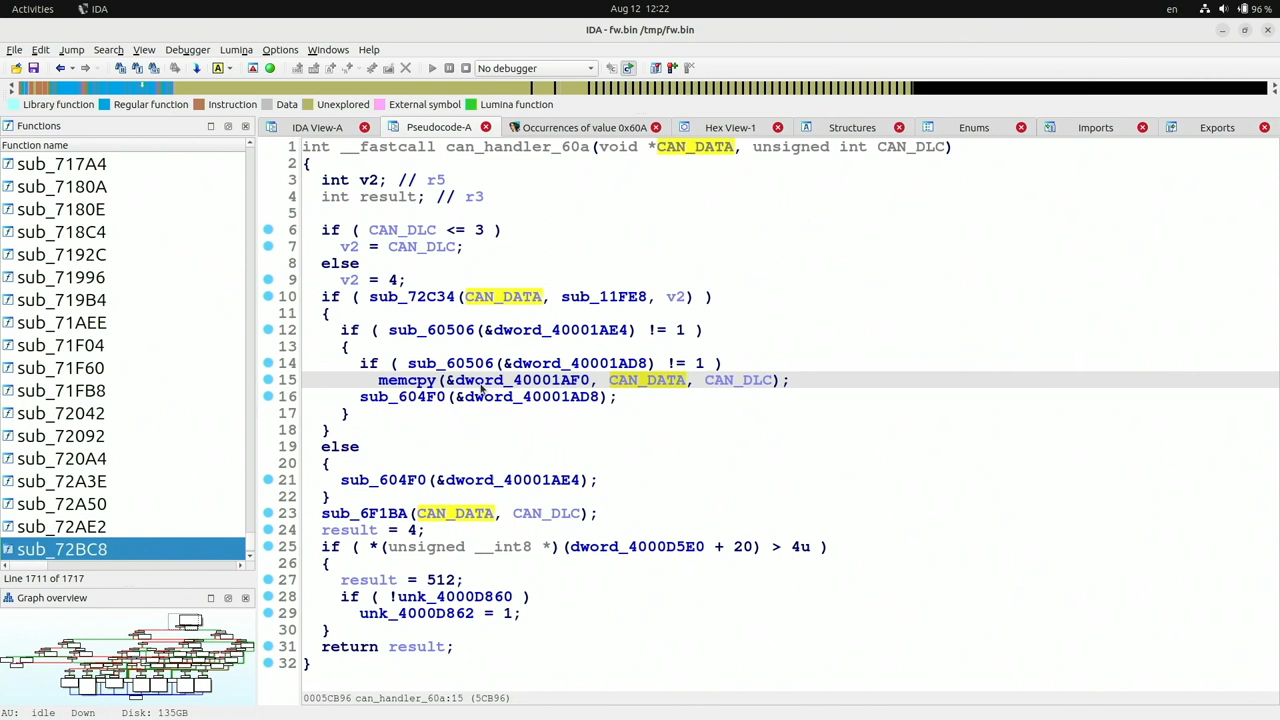 Activities IDA Aug 12 12:22 en 96 %
IDA - fw.bin /tmp/fw.bin
File Edit Jump Search View Debugger Lumina Options Windows Help
No debugger
Library function Regular function Instruction Data Unexplored External symbol Lumina function
Functions
IDA View-A Pseudocode-A Occurrences of value 0x60A Hex View-1 Structures Enums Imports Exports
Function name
sub_717A4
sub_7180A
sub_7180E
sub_718C4
sub_7192C
sub_71996
sub_719B4
sub_71AEE
sub_71F04
sub_71F60
sub_71FB8
sub_72042
sub_72092
sub_720A4
sub_72A3E
sub_72A50
sub_72AE2
sub_72BC8
Line 1711 of 1717
Graph overview
1 int __fastcall can_handler_60a(void *CAN_DATA, unsigned int CAN_DLC)
2 {
3 int v2; // r5
4 int result; // r3
5
6 if ( CAN_DLC <= 3 )
7 v2 = CAN_DLC;
8 else
9 v2 = 4;
10 if ( sub_72C34(CAN_DATA, sub_11FE8, v2) )
11 {
12 if ( sub_60506(&dword_40001AE4) != 1 )
13 {
14 if ( sub_60506(&dword_40001AD8) != 1 )
15 memcpy(&dword_40001AF0, CAN_DATA, CAN_DLC);
16 sub_604F0(&dword_40001AD8);
17 }
18 }
19 else
20 {
21 sub_604F0(&dword_40001AE4);
22 }
23 sub_6F1BA(CAN_DATA, CAN_DLC);
24 result = 4;
25 if ( *(unsigned __int8 *)(dword_4000D5E0 + 20) > 4u )
26 {
27 result = 512;
28 if ( !unk_4000D860 )
29 unk_4000D862 = 1;
30 }
31 return result;
32 }
0005CB96 can_handler_60a:15 (5CB96)
AU: idle Down Disk: 135GB